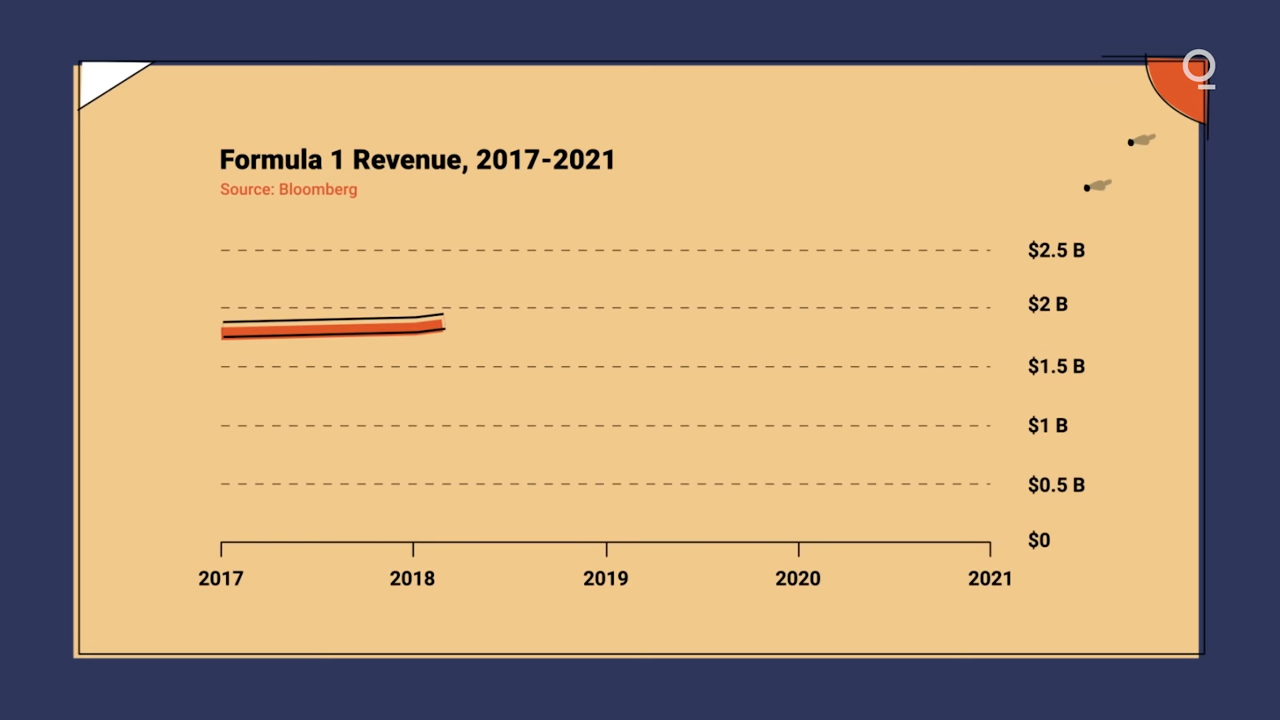 Formula 1 Revenue, 2017-2021
Source: Bloomberg
$2.5 B
$2 B
$1.5 B
$1 B
$0.5 B
$0
2017 2018 2019 2020 2021